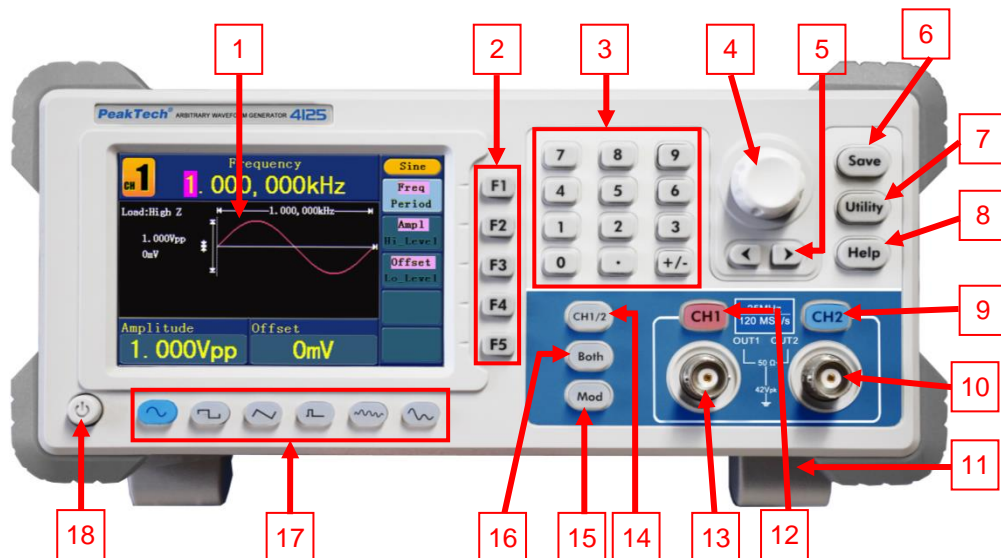 1
2
3
4
5
6
7
8
9
10
11
12
13
14
15
16
17
18
PeakTech® ARBITRARY WAVEFORM GENERATOR 4125
CH 1
Frequency
1.000,000kHz
Sine
Freq
Period
Load:High Z
1.000,000kHz
Ampl
Hi_Level
1.000Vpp
0mV
Offset
Lo_Level
Amplitude
Offset
1.000Vpp
0mV
F1
F2
F3
F4
F5
7 8 9
4 5 6
1 2 3
0 . +/-
Save
Utility
Help
CH1/2
Both
Mod
CH1
CH2
120 MS/s
OUT1 OUT2
50 Ω
42Vpk